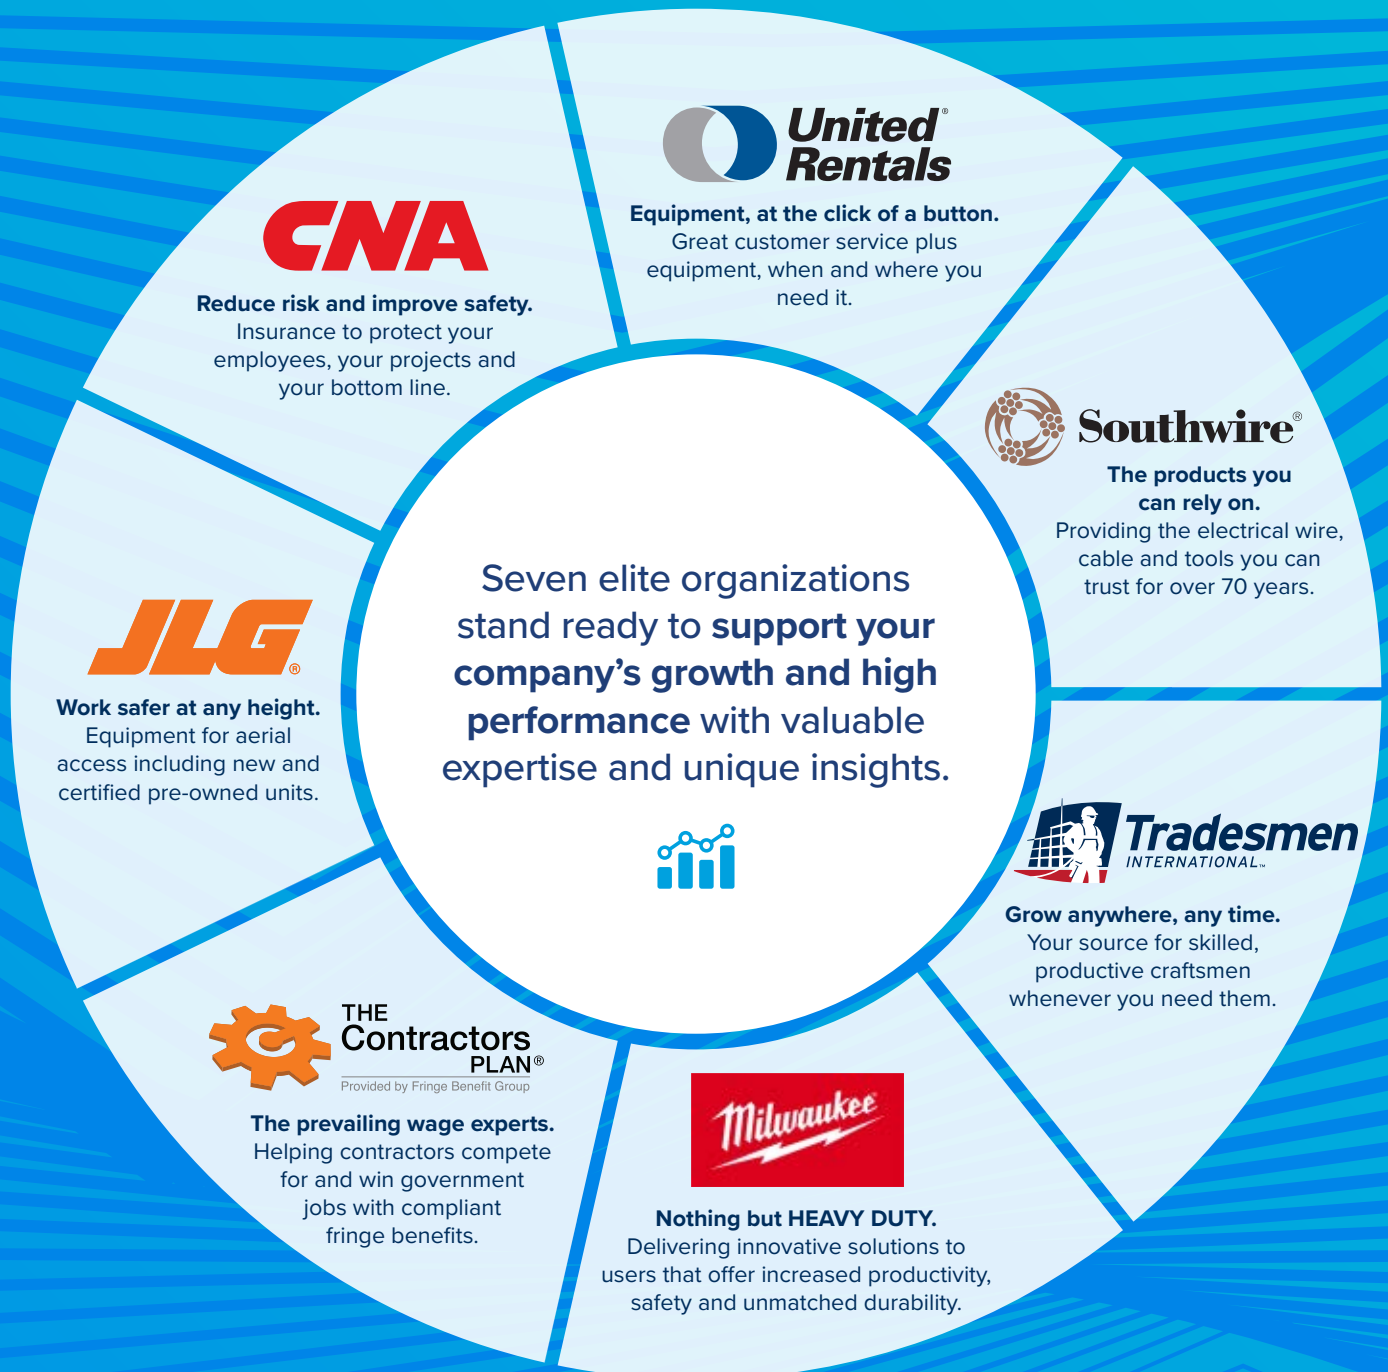 United®
Rentals
Equipment, at the click of a button.
Great customer service plus
equipment, when and where you
need it.
CNA
Reduce risk and improve safety.
Insurance to protect your
employees, your projects and
your bottom line.
Southwire®
The products you
can rely on.
Providing the electrical wire,
cable and tools you can
trust for over 70 years.
Seven elite organizations
stand ready to support your
company’s growth and high
performance with valuable
expertise and unique insights.
JLG®
Work safer at any height.
Equipment for aerial
access including new and
certified pre-owned units.
Tradesmen
INTERNATIONAL™
Grow anywhere, any time.
Your source for skilled,
productive craftsmen
whenever you need them.
THE
Contractors
PLAN®
Provided by Fringe Benefit Group
The prevailing wage experts.
Helping contractors compete
for and win government
jobs with compliant
fringe benefits.
Milwaukee
Nothing but HEAVY DUTY.
Delivering innovative solutions to
users that offer increased productivity,
safety and unmatched durability.